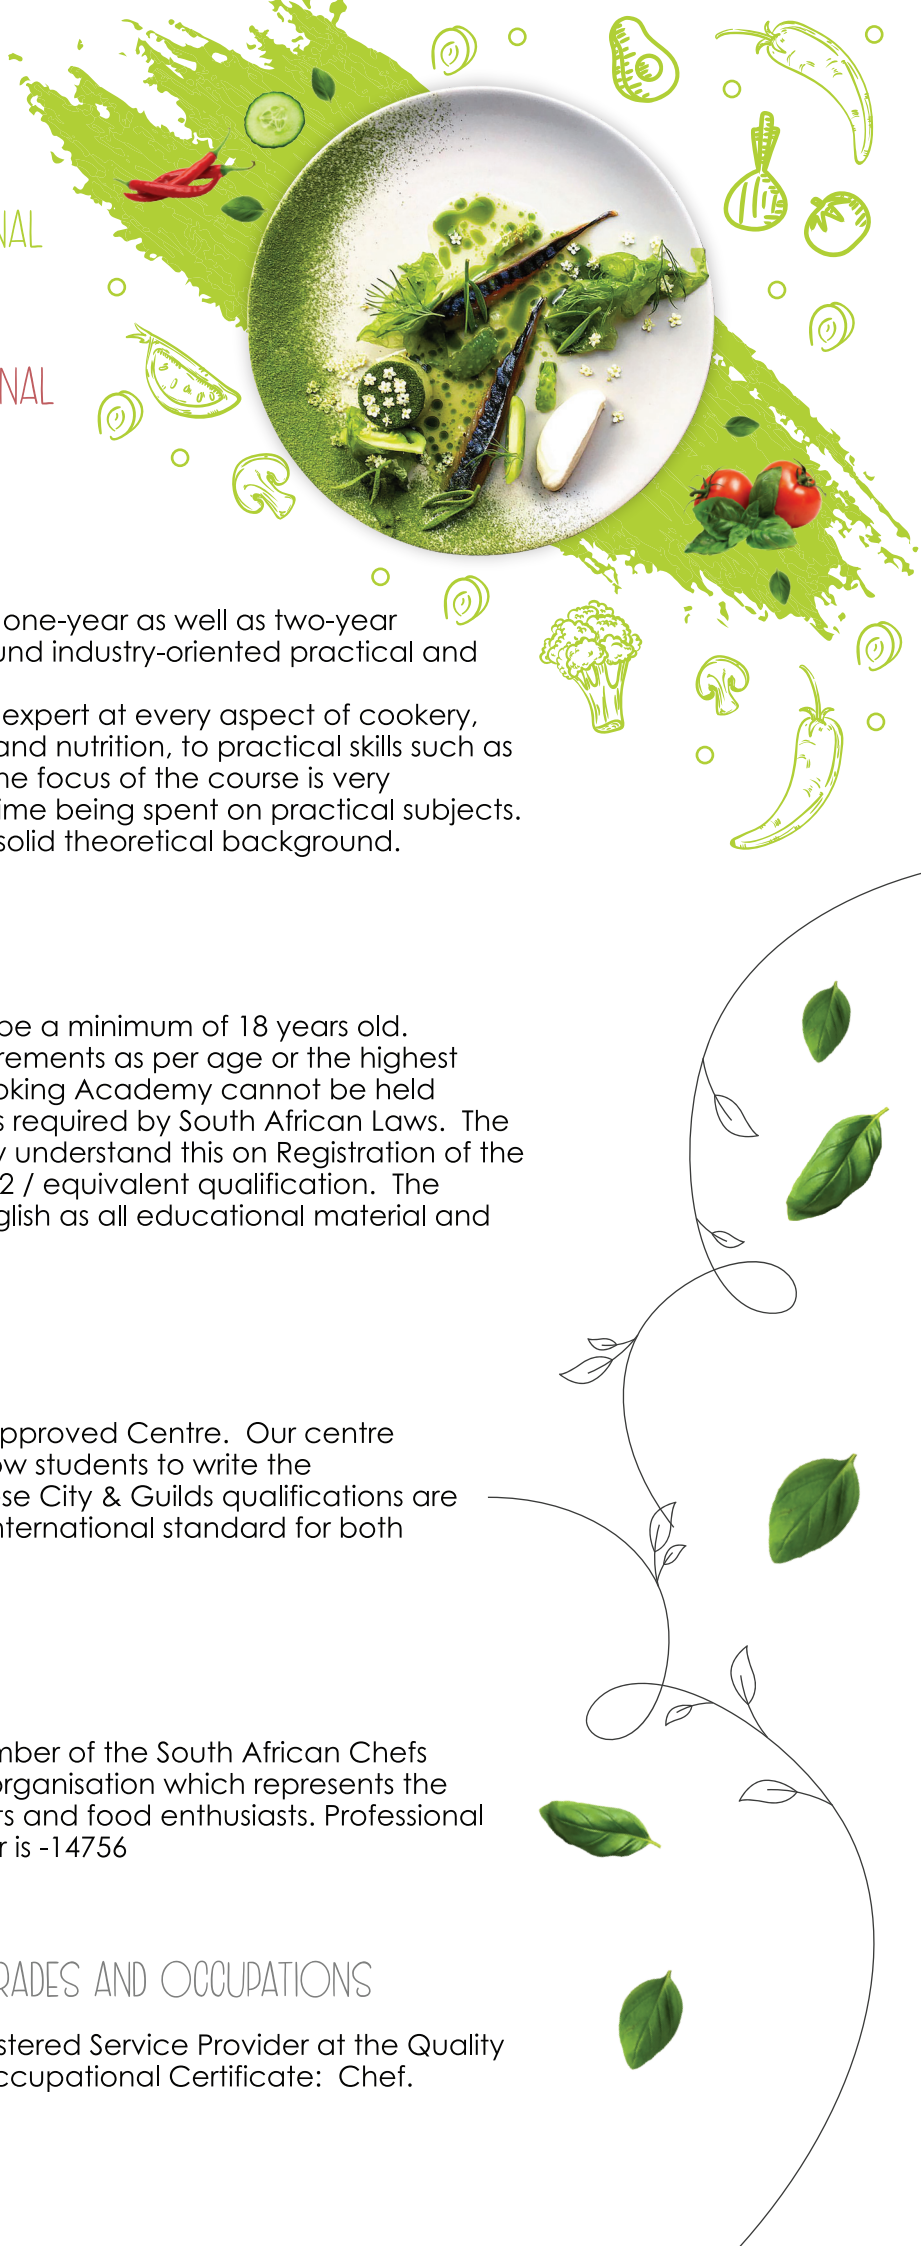 NAL
NAL
one-year as well as two-year
und industry-oriented practical and
expert at every aspect of cookery,
and nutrition, to practical skills such as
he focus of the course is very
ime being spent on practical subjects.
solid theoretical background.
be a minimum of 18 years old.
rements as per age or the highest
oking Academy cannot be held
s required by South African Laws.  The
y understand this on Registration of the
2 / equivalent qualification.  The
glish as all educational material and
pproved Centre.  Our centre
ow students to write the
se City & Guilds qualifications are
nternational standard for both
mber of the South African Chefs
organisation which represents the
rs and food enthusiasts. Professional
r is -14756
RADES AND OCCUPATIONS
stered Service Provider at the Quality
ccupational Certificate:  Chef.